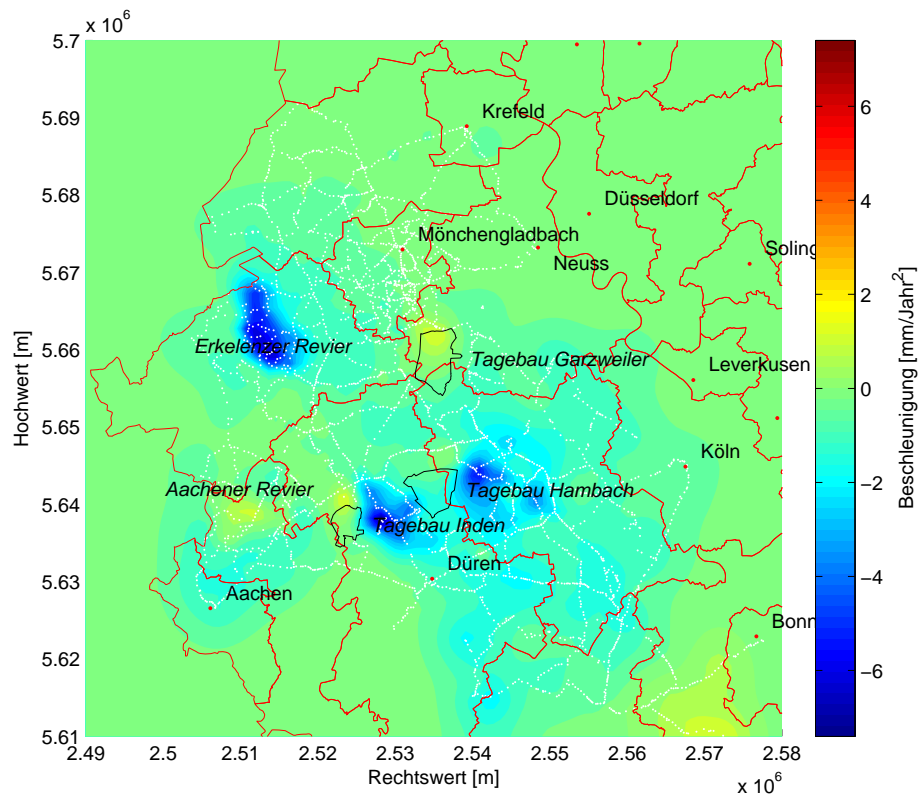 x 10^6
5.7
5.69
5.68
5.67
5.66
5.65
5.64
5.63
5.62
5.61
Hochwert [m]
Krefeld
Düsseldorf
Mönchengladbach
Neuss
Soling
Erkelenzer Revier
Tagebau Garzweiler
Leverkusen
Köln
Aachener Revier
Tagebau Hambach
Tagebau Inden
Düren
Aachen
Bonn
2.49
2.5
2.51
2.52
2.53
2.54
2.55
2.56
2.57
2.58
Rechtswert [m]
x 10^6
6
4
2
0
−2
−4
−6
Beschleunigung [mm/Jahr²]